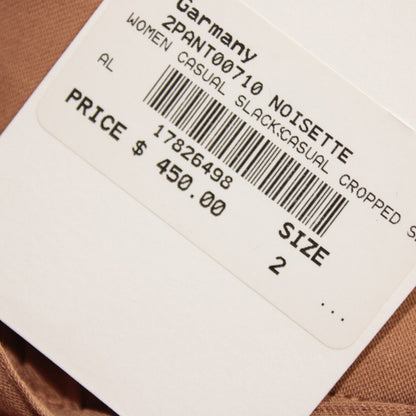 Garmany
2PANT00710 NOISETTE
WOMEN CASUAL SLACK:CASUAL CROPPED S
AL
17826498
PRICE $ 450.00
SIZE
2
...